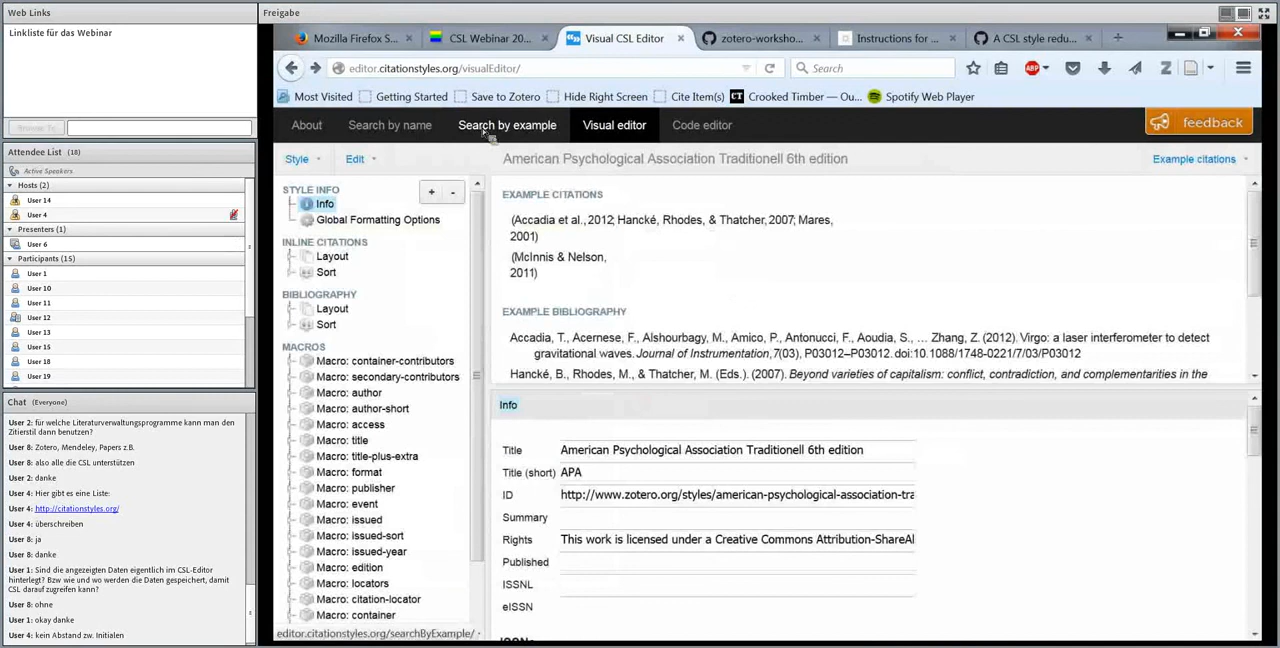 Web Links
Linkliste für das Webinar
Browse To
Attendee List (18)
Active Speakers
Hosts (2)
User 14
User 4
Presenters (1)
User 6
Participants (15)
User 1
User 10
User 11
User 12
User 13
User 15
User 18
User 19
Chat (Everyone)
User 2: für welche Literaturverwaltungsprogramme kann man den
Zitierstil dann benutzen?
User 8: Zotero, Mendeley, Papers z.B.
User 8: also alle die CSL unterstützen
User 2: danke
User 4: Hier gibt es eine Liste:
User 4: http://citationstyles.org/
User 4: überschreiben
User 8: ja
User 8: danke
User 1: Sind die angezeigten Daten eigentlich im CSL-Editor
hinterlegt? Bzw wie und wo werden die Daten gespeichert, damit
CSL darauf zugreifen kann?
User 8: ohne
User 1: okay danke
User 4: kein Abstand zw. Initialen
Freigabe
Mozilla Firefox S... CSL Webinar 20... Visual CSL Editor zotero-worksho... Instructions for ... A CSL style redu...
editor.citationstyles.org/visualEditor/ Search
Most Visited Getting Started Save to Zotero Hide Right Screen Cite Item(s) Crooked Timber — Ou... Spotify Web Player
About Search by name Search by example Visual editor Code editor feedback
Style Edit American Psychological Association Traditionell 6th edition Example citations
STYLE INFO + -
Info
Global Formatting Options
INLINE CITATIONS
Layout
Sort
BIBLIOGRAPHY
Layout
Sort
MACROS
Macro: container-contributors
Macro: secondary-contributors
Macro: author
Macro: author-short
Macro: access
Macro: title
Macro: title-plus-extra
Macro: format
Macro: publisher
Macro: event
Macro: issued
Macro: issued-sort
Macro: issued-year
Macro: edition
Macro: locators
Macro: citation-locator
Macro: container
editor.citationstyles.org/searchByExample/
EXAMPLE CITATIONS
(Accadia et al., 2012; Hancké, Rhodes, & Thatcher, 2007; Mares,
2001)
(McInnis & Nelson,
2011)
EXAMPLE BIBLIOGRAPHY
Accadia, T., Acernese, F., Alshourbagy, M., Amico, P., Antonucci, F., Aoudia, S., … Zhang, Z. (2012). Virgo: a laser interferometer to detect
gravitational waves. Journal of Instrumentation, 7(03), P03012–P03012. doi:10.1088/1748-0221/7/03/P03012
Hancké, B., Rhodes, M., & Thatcher, M. (Eds.). (2007). Beyond varieties of capitalism: conflict, contradiction, and complementarities in the
Info
Title American Psychological Association Traditionell 6th edition
Title (short) APA
ID http://www.zotero.org/styles/american-psychological-association-tra
Summary
Rights This work is licensed under a Creative Commons Attribution-ShareAl
Published
ISSNL
eISSN